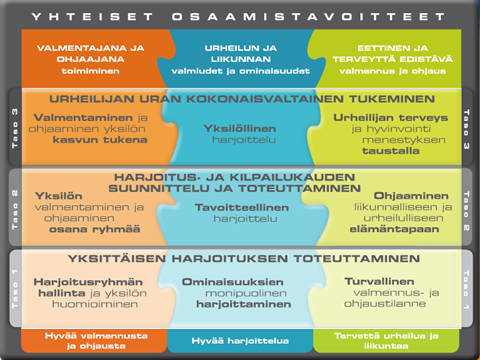 YHTEISET OSAAMISTAVOITTEET
VALMENTAJANA JA
OHJAAJANA
toimiminen
URHEILUN JA
LIIKUNNAN
valmiudet ja ominaisuudet
EETTINEN JA
TERVEYTTÄ EDISTÄVÄ
valmennus ja ohjaus
Taso 3
URHEILIJAN URAN KOKONAISVALTAINEN TUKEMINEN
Valmentaminen ja
ohjaaminen yksilön
kasvun tukena
Yksilöllinen
harjoittelu
Urheilijan terveys
ja hyvinvointi
menestyksen
taustalla
Taso 3
Taso 2
HARJOITUS- JA KILPAILUKAUDEN
SUUNNITTELU JA TOTEUTTAMINEN
Yksilön
valmentaminen ja
ohjaaminen
osana ryhmää
Tavoitteellinen
harjoittelu
Ohjaaminen
liikunnalliseen ja
urheilulliseen
elämäntapaan
Taso 2
Taso 1
YKSITTÄISEN HARJOITUKSEN TOTEUTTAMINEN
Harjoitusryhmän
hallinta ja yksilön
huomioiminen
Ominaisuuksien
monipuolinen
harjoittaminen
Turvallinen
valmennus- ja
ohjaustilanne
Taso 1
Hyvää valmennusta
ja ohjausta
Hyvää harjoittelua
Tervettä urheilua ja
liikuntaa